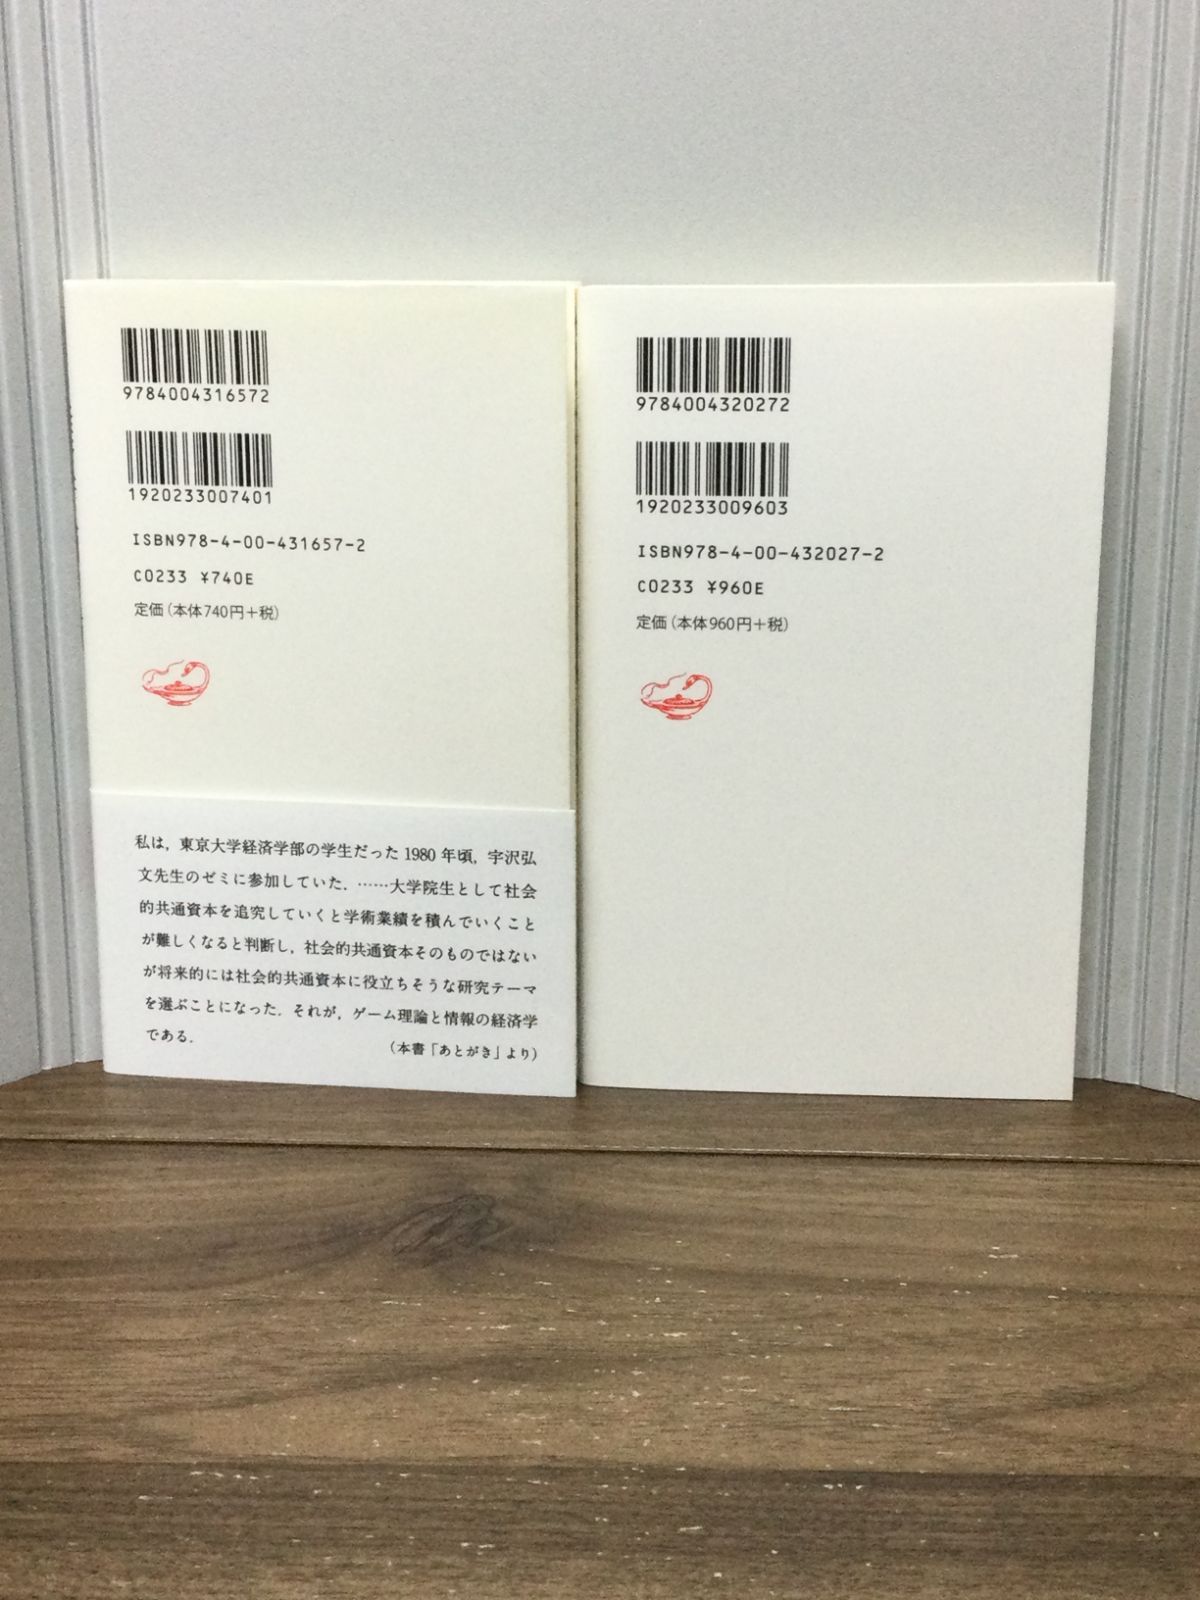 9784004316572
1920233007401
ISBN978-4-00-431657-2
C0233 ¥740E
定価(本体740円+税)
私は,東京大学経済学部の学生だった1980年頃,宇沢弘
文先生のゼミに参加していた.……大学院生として社会
的共通資本を追究していくと学術業績を積んでいくこと
が難しくなると判断し,社会的共通資本そのものではない
が将来的には社会的共通資本に役立ちそうな研究テーマ
を選ぶことになった.それが,ゲーム理論と情報の経済学
である.
(本書「あとがき」より)
9784004320272
1920233009603
ISBN978-4-00-432027-2
C0233 ¥960E
定価(本体960円+税)